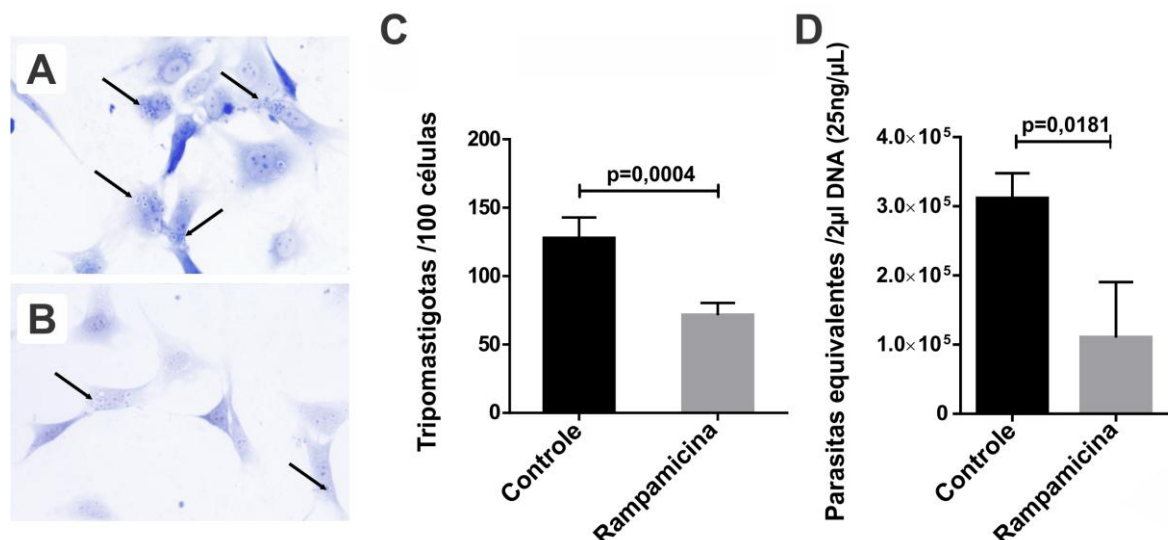 A
B
C
Tripomastigotas /100 células
200
150
100
50
0
p=0,0004
Controle
Rampamicina
D
Parasitas equivalentes /2µl DNA (25ng/µL)
4.0×10⁵
3.0×10⁵
2.0×10⁵
1.0×10⁵
0
p=0,0181
Controle
Rampamicina